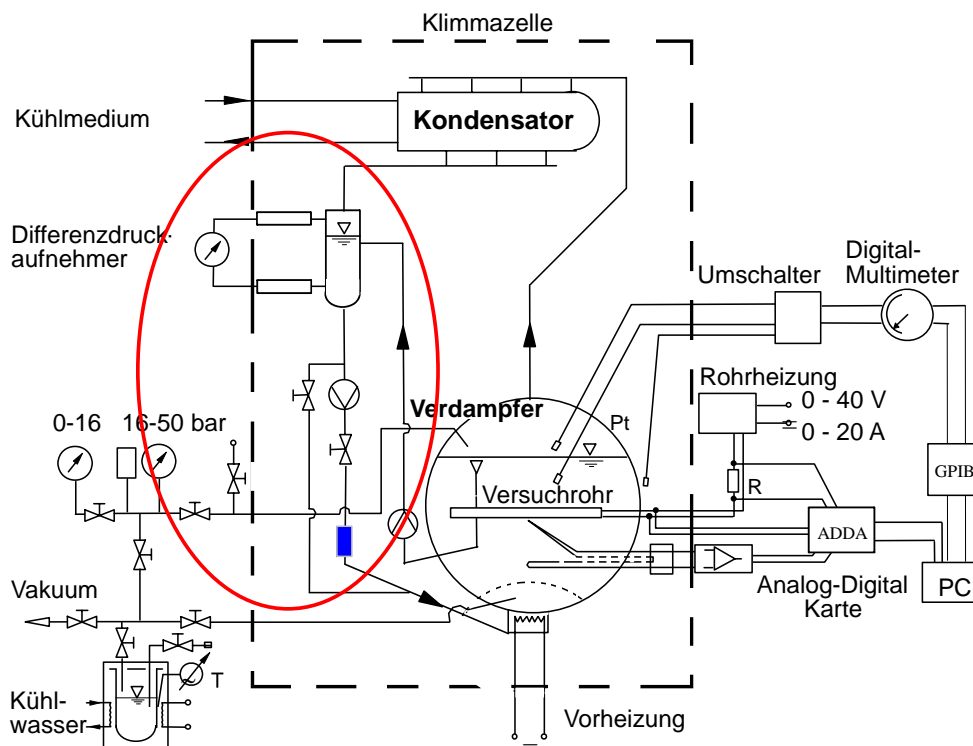 Klimmazelle
Kühlmedium
Kondensator
Differenzdruck-
aufnehmer
Digital-
Multimeter
Umschalter
Rohrheizung
0 - 40 V
0 - 20 A
Verdampfer
Pt
0-16
16-50 bar
GPIB
Versuchrohr
R
ADDA
Vakuum
Analog-Digital
Karte
PC
T
Kühl-
wasser
Vorheizung